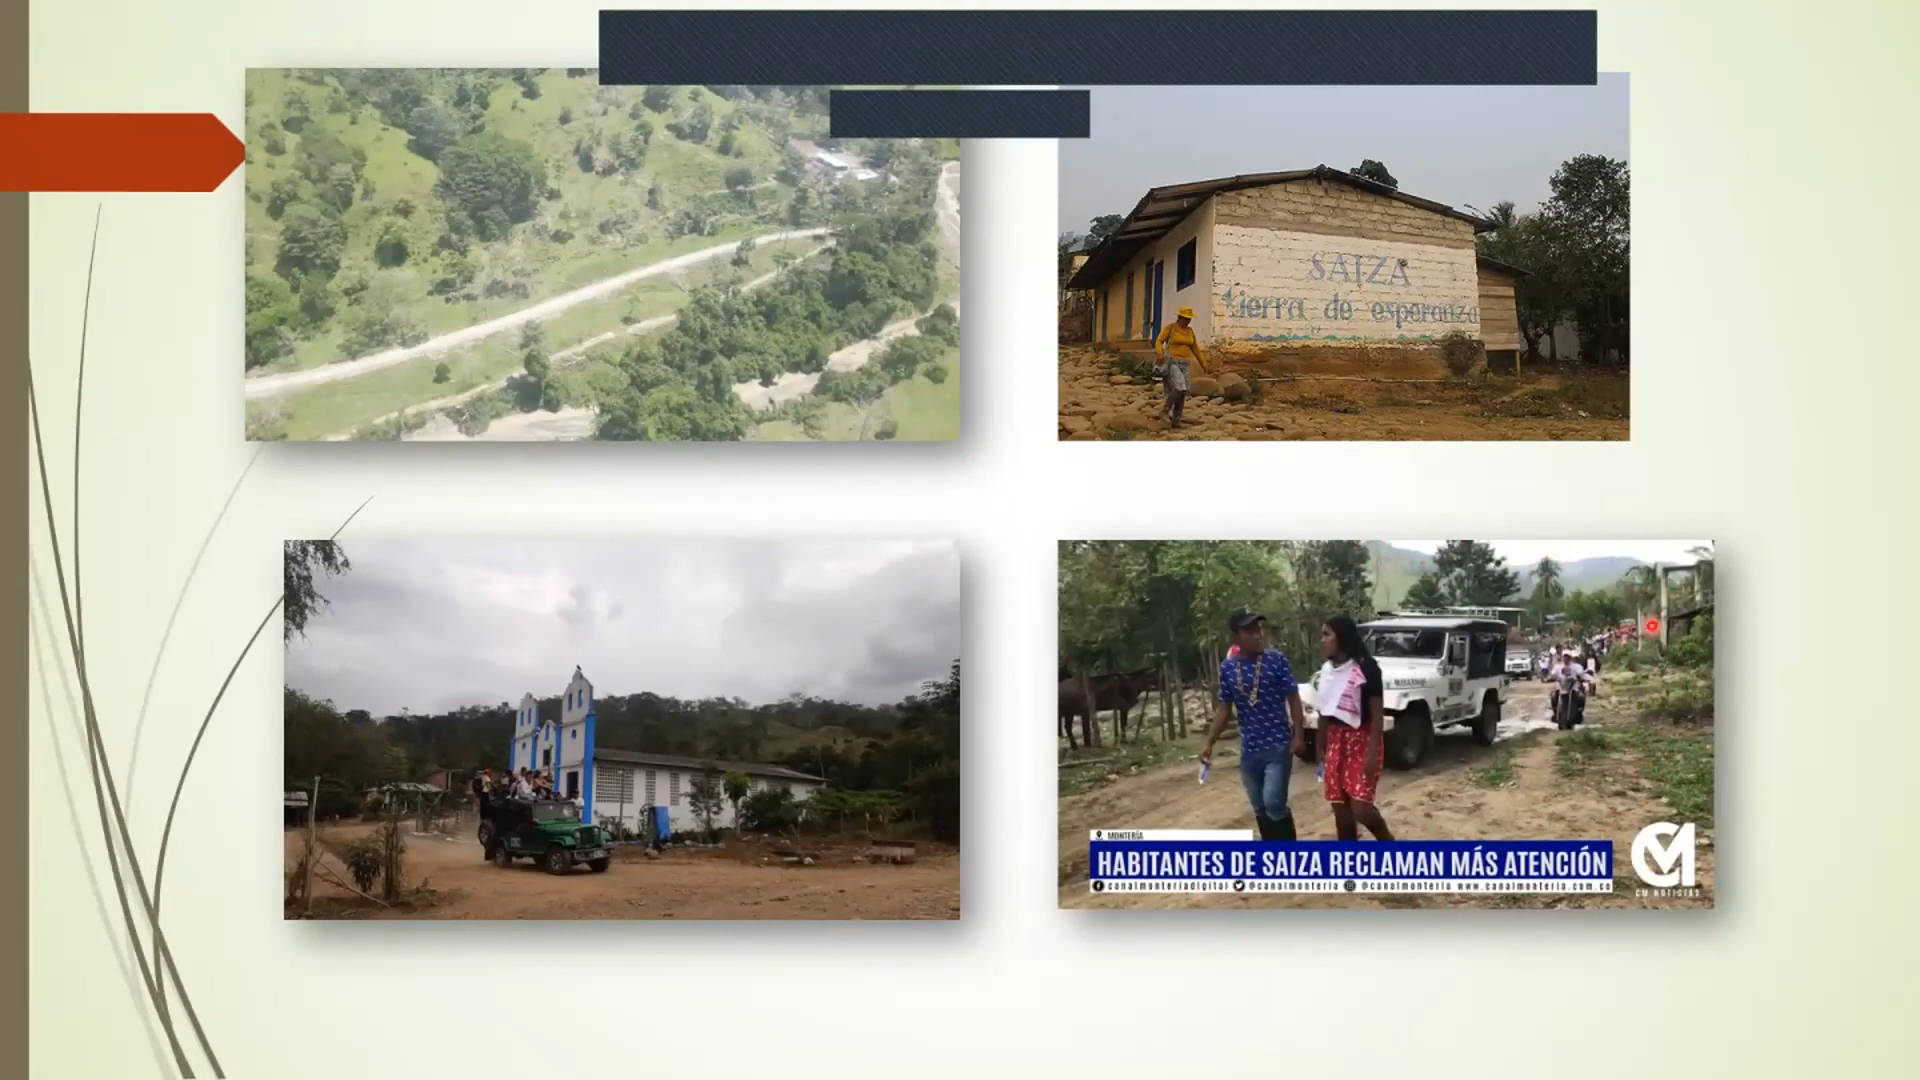 SAIZA
tierra de esperanza
MONTERÍA
HABITANTES DE SAIZA RECLAMAN MÁS ATENCIÓN
canalmonteriadigital @canalmonteria @canalmonteria www.canalmonteria.com.co
CM NOTICIAS